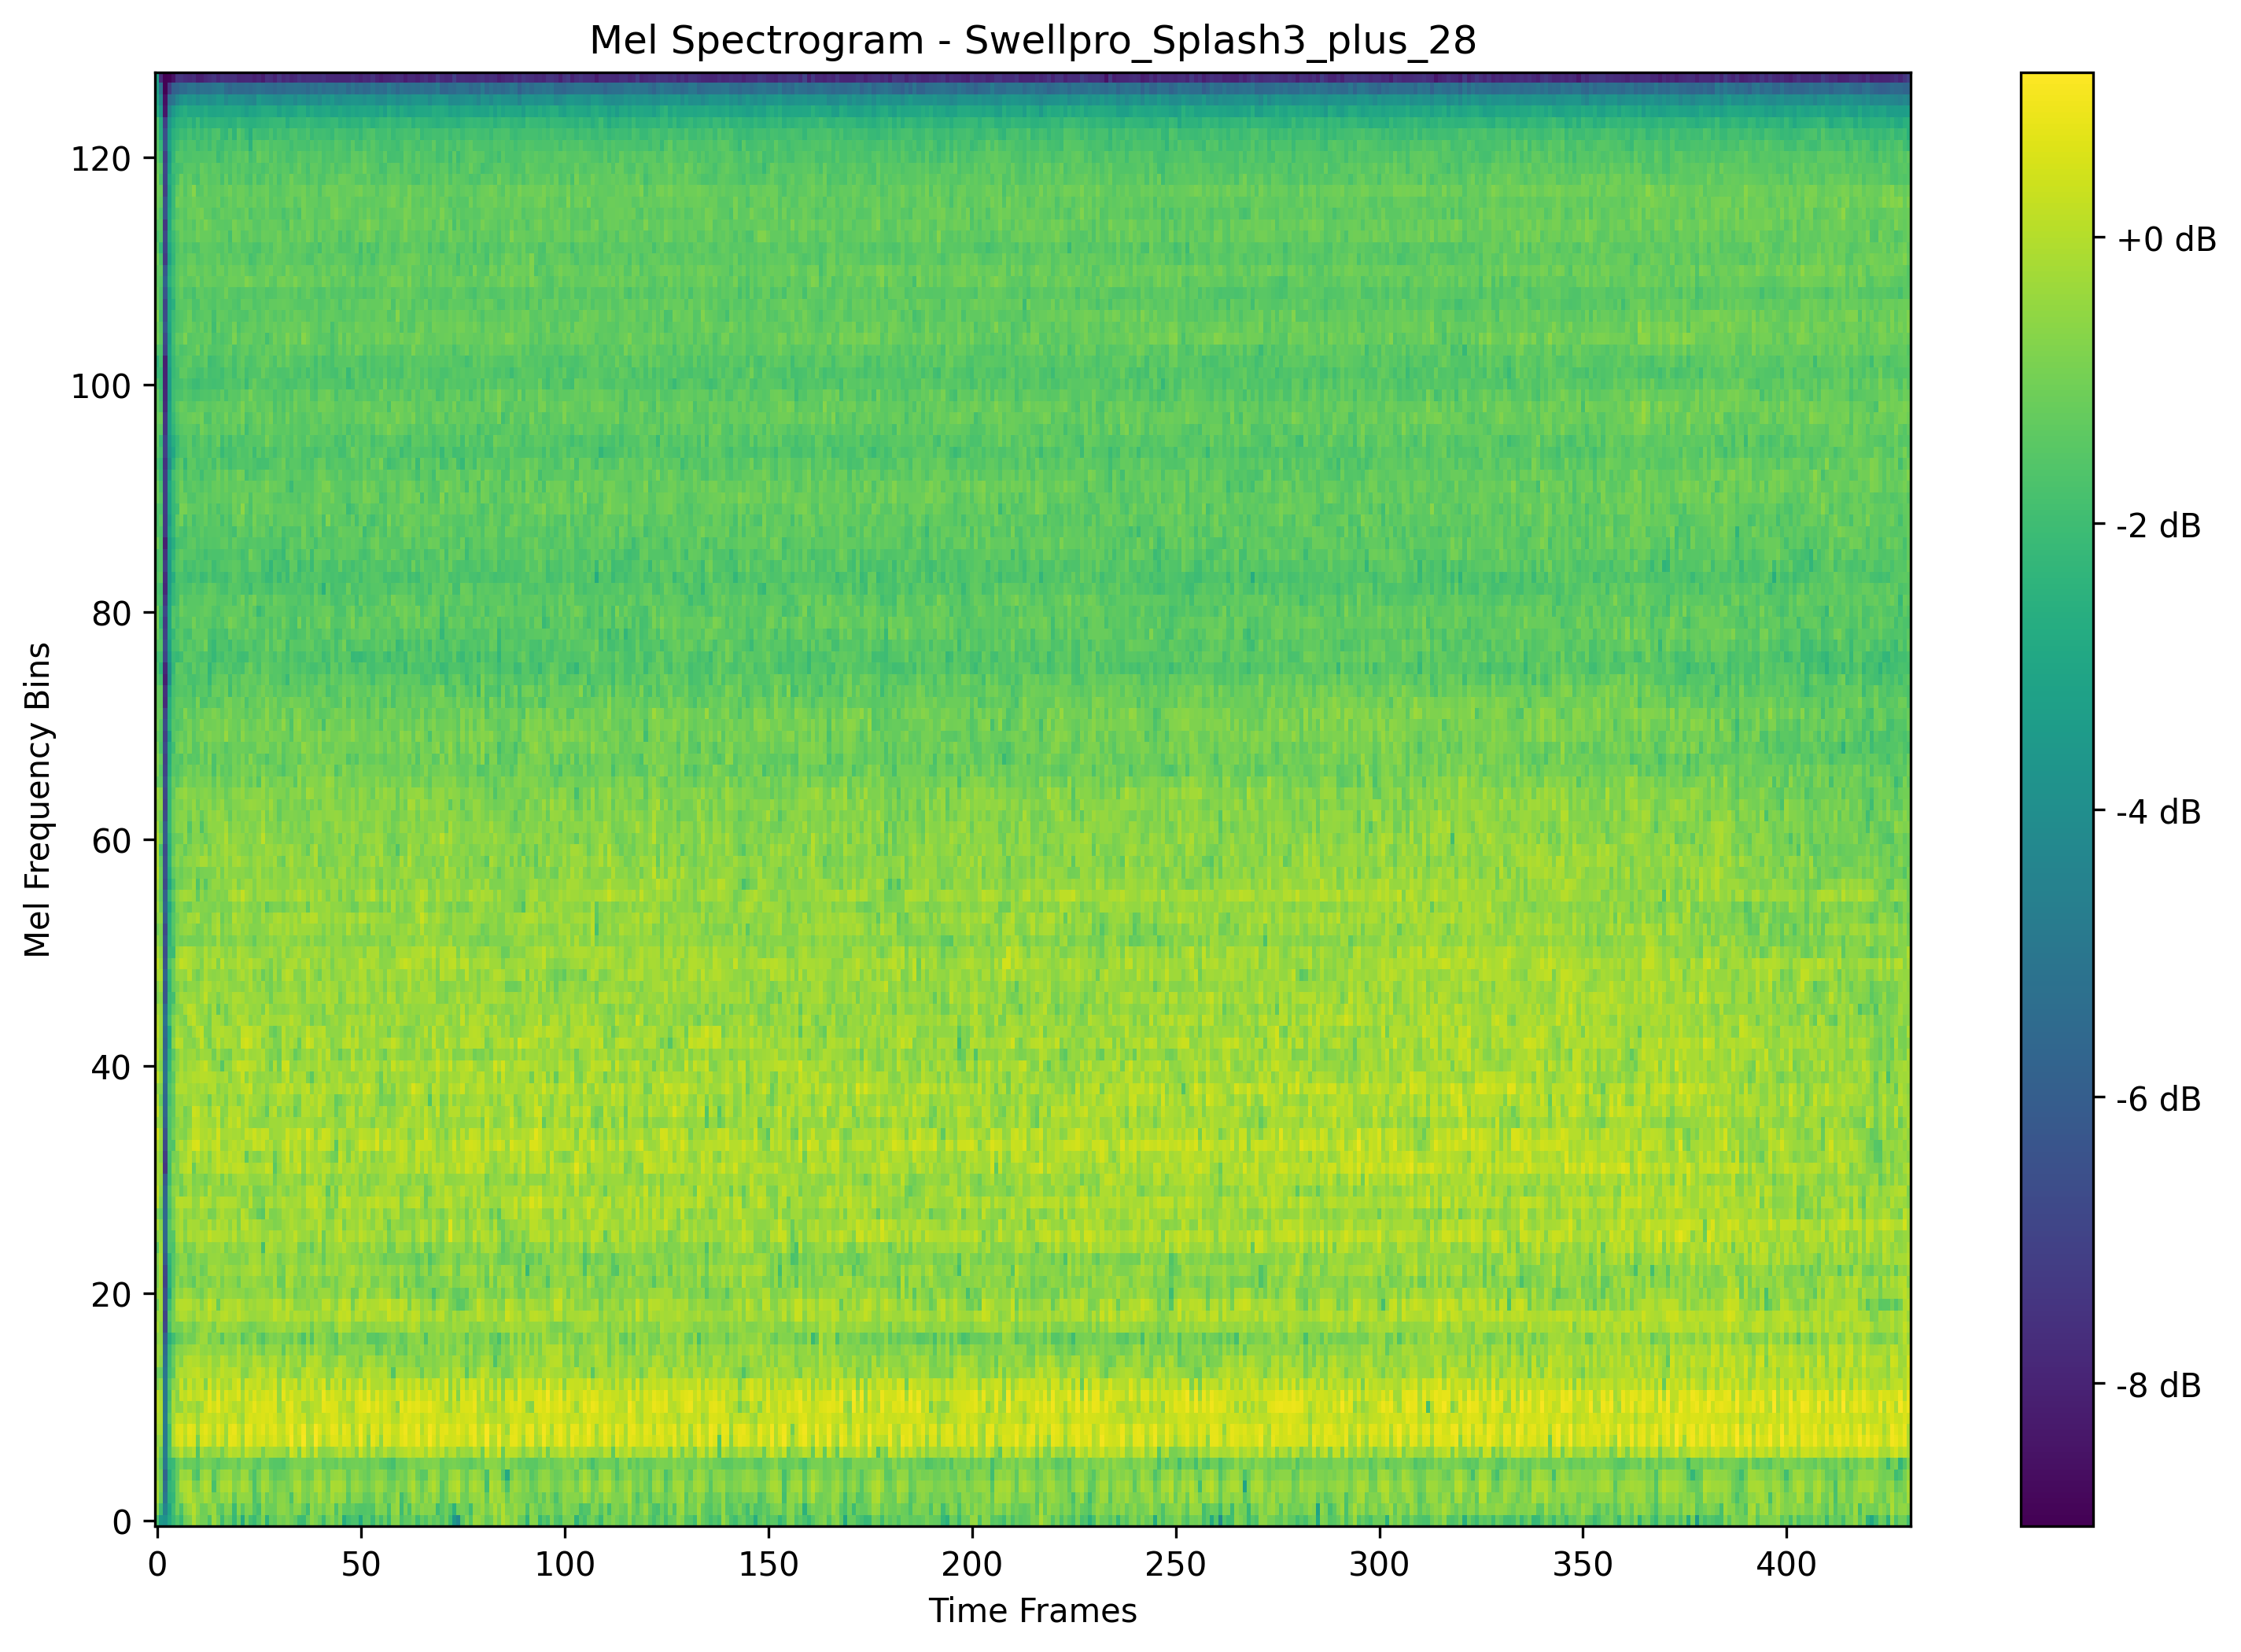 Mel Spectrogram - Swellpro_Splash3_plus_28
Mel Frequency Bins
120
100
80
60
40
20
0
0 50 100 150 200 250 300 350 400
Time Frames
+0 dB
-2 dB
-4 dB
-6 dB
-8 dB